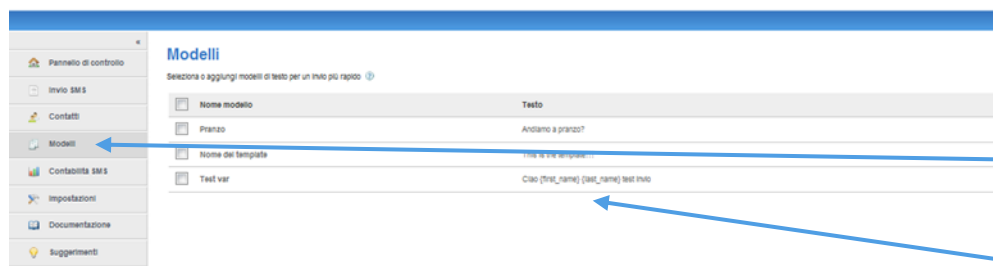 «
Pannello di controllo
Invio SMS
Contatti
Modelli
Contabilita SMS
Impostazioni
Documentazione
Suggerimenti
Modelli
Seleziona o aggiungi modelli di testo per un invio più rapido
Nome modello Testo
Pranzo Andiamo a pranzo?
Nome del template This is the template...
Test var Ciao {first_name} {last_name} test invio